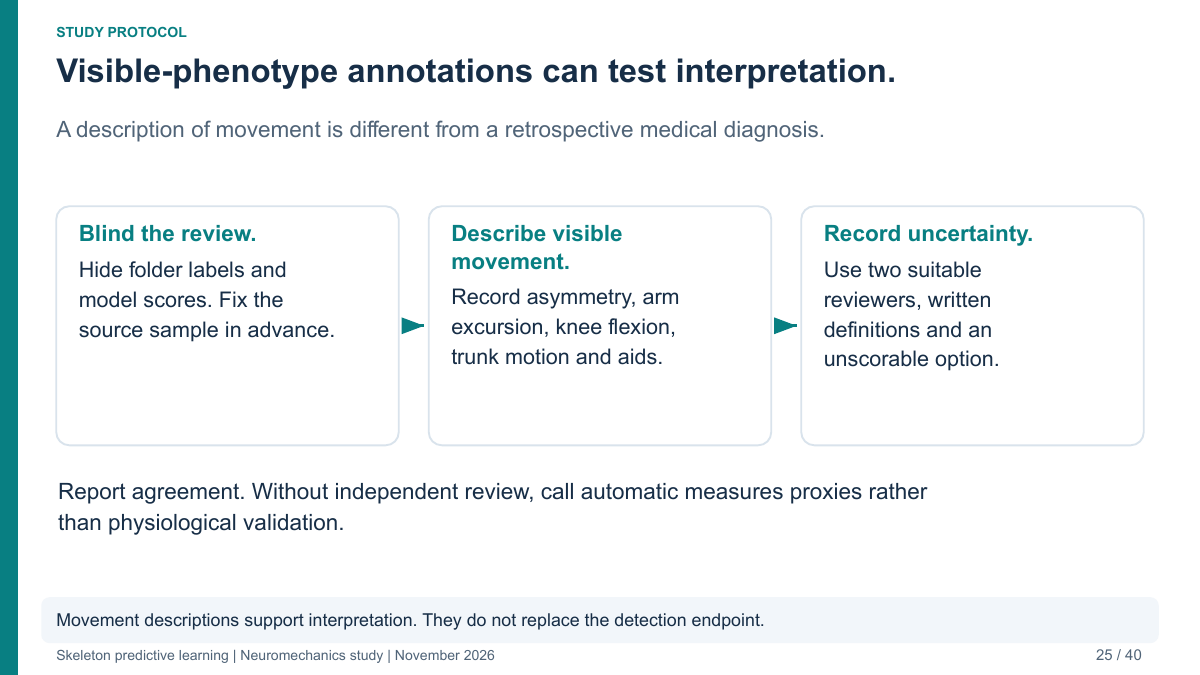 STUDY PROTOCOL
Visible-phenotype annotations can test interpretation.
A description of movement is different from a retrospective medical diagnosis.
Blind the review.
Hide folder labels and
model scores. Fix the
source sample in advance.
Describe visible
movement.
Record asymmetry, arm
excursion, knee flexion,
trunk motion and aids.
Record uncertainty.
Use two suitable
reviewers, written
definitions and an
unscorable option.
Report agreement. Without independent review, call automatic measures proxies rather
than physiological validation.
Movement descriptions support interpretation. They do not replace the detection endpoint.
Skeleton predictive learning | Neuromechanics study | November 2026
25 / 40